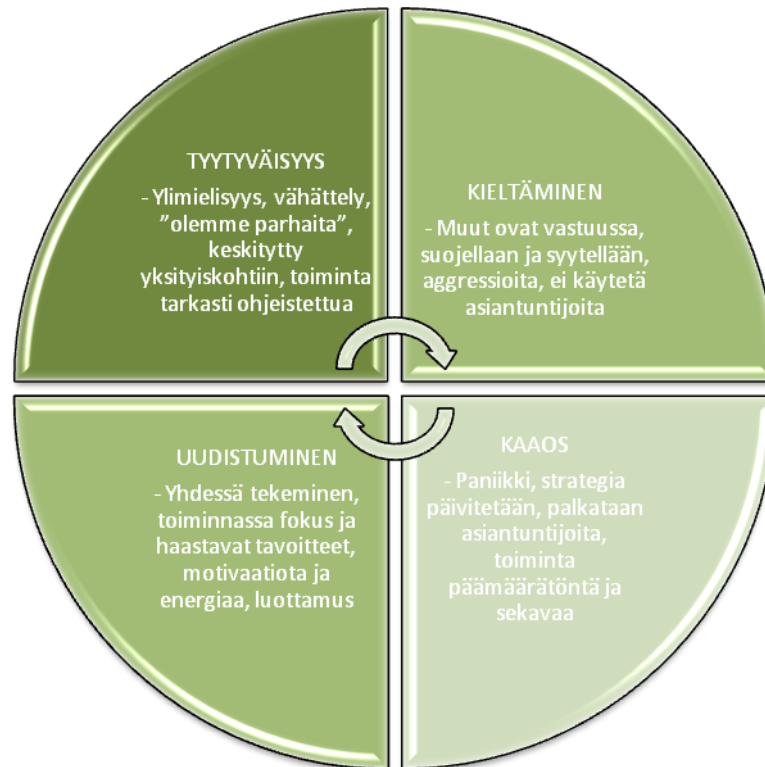 TYYTYVÄISYYS
- Ylimielisyys, vähättely,
”olemme parhaita”,
keskitytty
yksityiskohtiin, toiminta
tarkasti ohjeistettua
KIELTÄMINEN
- Muut ovat vastuussa,
suojellaan ja syytellään,
aggressioita, ei käytetä
asiantuntijoita
UUDISTUMINEN
- Yhdessä tekeminen,
toiminnassa fokus ja
haastavat tavoitteet,
motivaatiota ja
energiaa, luottamus
KAAOS
- Paniikki, strategia
päivitetään, palkataan
asiantuntijoita,
toiminta
päämäärätöntä ja
sekavaa